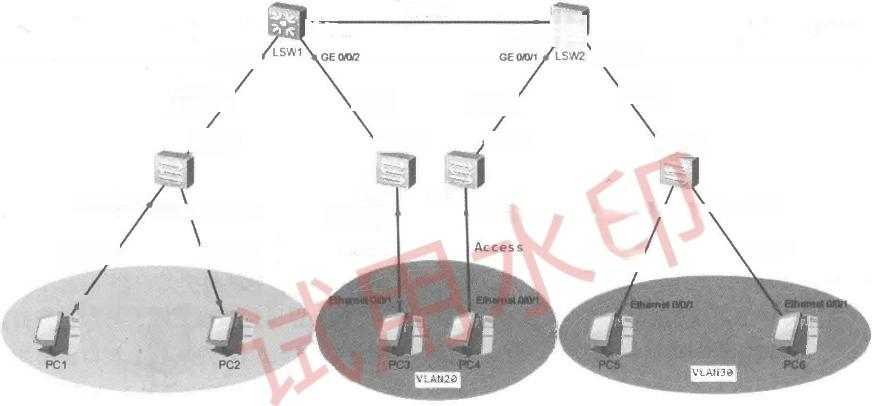 LSW1
LSW2
GE 0/0/2
GE 0/0/1
Access
Ethernet 0/0/1
Ethernet 0/0/1
Ethernet 0/0/1
Ethernet 0/0/1
PC1
PC2
PC3
PC4
PC5
PC6
VLAN20
VLAN30
试用水印